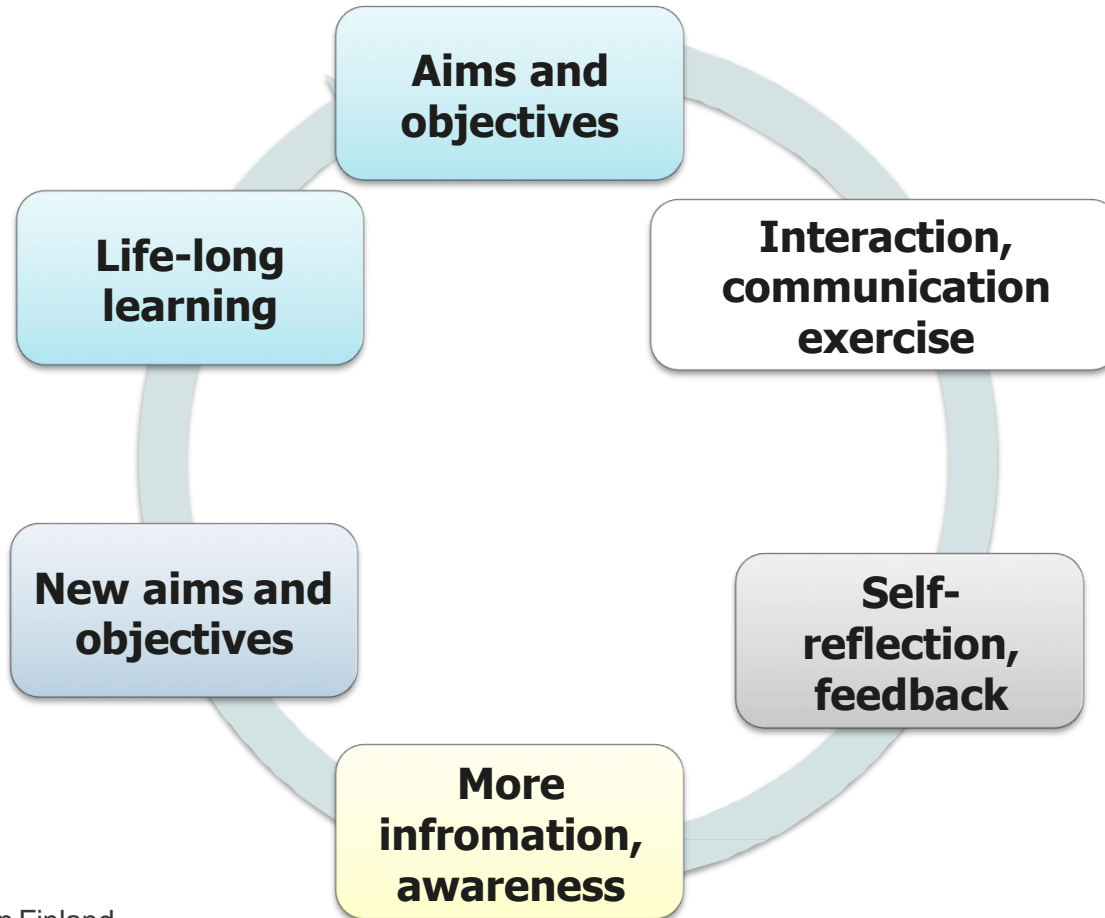 Aims and
objectives
Interaction,
communication
exercise
Self-
reflection,
feedback
More
infromation,
awareness
New aims and
objectives
Life-long
learning
Finland